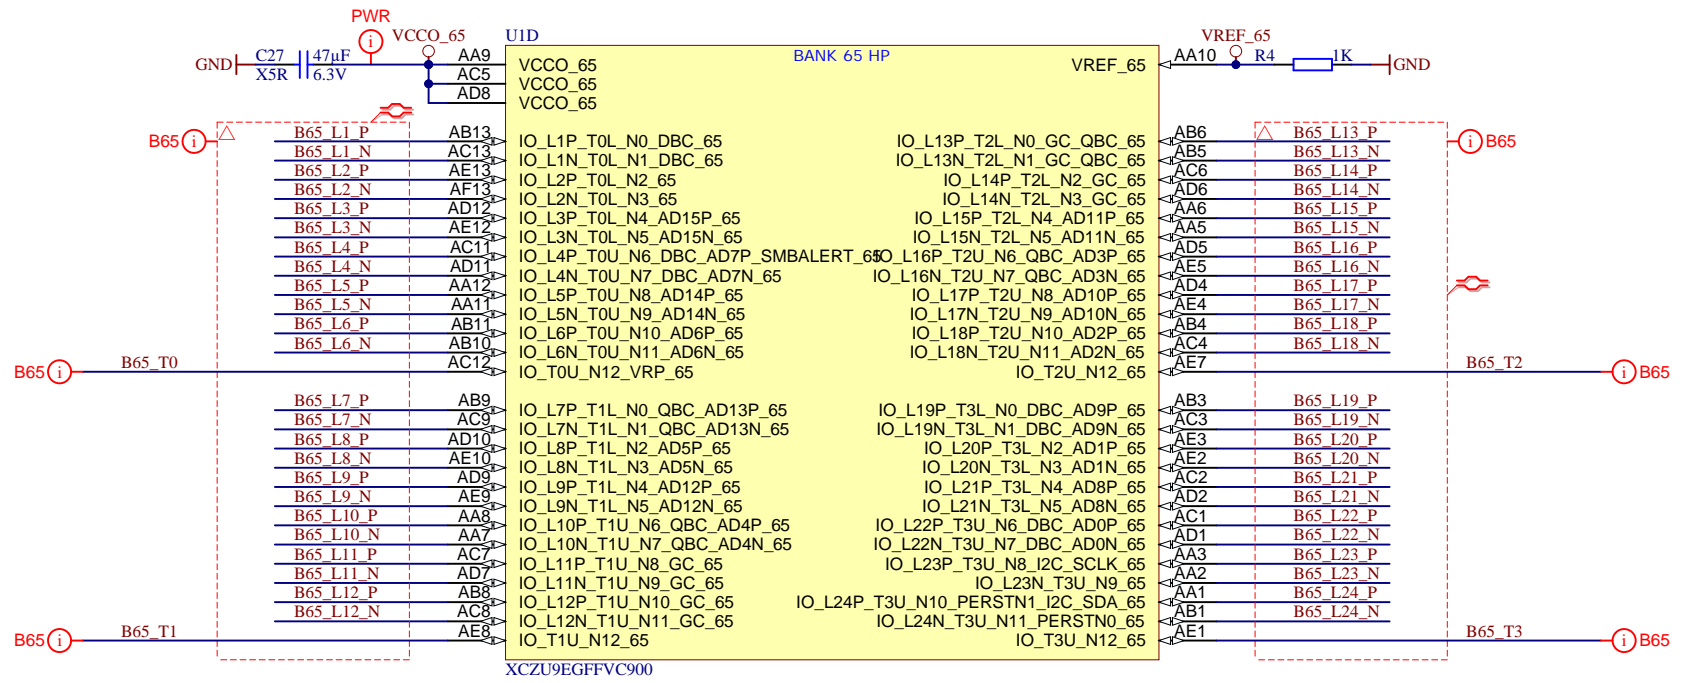 PWR
VCCO_65
U1D
VREF_65
GND C27 47µF AA9 VCCO_65 BANK 65 HP VREF_65 AA10 R4 1K GND
X5R 6.3V AC5 VCCO_65
AD8 VCCO_65
B65 i B65_L1_P AB13 IO_L1P_T0L_N0_DBC_65 IO_L13P_T2L_N0_GC_QBC_65 AB6 B65_L13_P i B65
B65_L1_N AC13 IO_L1N_T0L_N1_DBC_65 IO_L13N_T2L_N1_GC_QBC_65 AB5 B65_L13_N
B65_L2_P AE13 IO_L2P_T0L_N2_65 IO_L14P_T2L_N2_GC_65 AC6 B65_L14_P
B65_L2_N AF13 IO_L2N_T0L_N3_65 IO_L14N_T2L_N3_GC_65 AD6 B65_L14_N
B65_L3_P AD12 IO_L3P_T0L_N4_AD15P_65 IO_L15P_T2L_N4_AD11P_65 AA6 B65_L15_P
B65_L3_N AE12 IO_L3N_T0L_N5_AD15N_65 IO_L15N_T2L_N5_AD11N_65 AA5 B65_L15_N
B65_L4_P AC11 IO_L4P_T0U_N6_DBC_AD7P_SMBALERT_65 IO_L16P_T2U_N6_QBC_AD3P_65 AD5 B65_L16_P
B65_L4_N AD11 IO_L4N_T0U_N7_DBC_AD7N_65 IO_L16N_T2U_N7_QBC_AD3N_65 AE5 B65_L16_N
B65_L5_P AA12 IO_L5P_T0U_N8_AD14P_65 IO_L17P_T2U_N8_AD10P_65 AD4 B65_L17_P
B65_L5_N AA11 IO_L5N_T0U_N9_AD14N_65 IO_L17N_T2U_N9_AD10N_65 AE4 B65_L17_N
B65_L6_P AB11 IO_L6P_T0U_N10_AD6P_65 IO_L18P_T2U_N10_AD2P_65 AB4 B65_L18_P
B65_L6_N AB10 IO_L6N_T0U_N11_AD6N_65 IO_L18N_T2U_N11_AD2N_65 AC4 B65_L18_N
B65 i B65_T0 AC12 IO_T0U_N12_VRP_65 IO_T2U_N12_65 AE7 B65_T2 i B65
B65_L7_P AB9 IO_L7P_T1L_N0_QBC_AD13P_65 IO_L19P_T3L_N0_DBC_AD9P_65 AB3 B65_L19_P
B65_L7_N AC9 IO_L7N_T1L_N1_QBC_AD13N_65 IO_L19N_T3L_N1_DBC_AD9N_65 AC3 B65_L19_N
B65_L8_P AD10 IO_L8P_T1L_N2_AD5P_65 IO_L20P_T3L_N2_AD1P_65 AE3 B65_L20_P
B65_L8_N AE10 IO_L8N_T1L_N3_AD5N_65 IO_L20N_T3L_N3_AD1N_65 AE2 B65_L20_N
B65_L9_P AD9 IO_L9P_T1L_N4_AD12P_65 IO_L21P_T3L_N4_AD8P_65 AC2 B65_L21_P
B65_L9_N AE9 IO_L9N_T1L_N5_AD12N_65 IO_L21N_T3L_N5_AD8N_65 AD2 B65_L21_N
B65_L10_P AA8 IO_L10P_T1U_N6_QBC_AD4P_65 IO_L22P_T3U_N6_DBC_AD0P_65 AC1 B65_L22_P
B65_L10_N AA7 IO_L10N_T1U_N7_QBC_AD4N_65 IO_L22N_T3U_N7_DBC_AD0N_65 AD1 B65_L22_N
B65_L11_P AC7 IO_L11P_T1U_N8_GC_65 IO_L23P_T3U_N8_I2C_SCLK_65 AA3 B65_L23_P
B65_L11_N AD7 IO_L11N_T1U_N9_GC_65 IO_L23N_T3U_N9_65 AA2 B65_L23_N
B65_L12_P AB8 IO_L12P_T1U_N10_GC_65 IO_L24P_T3U_N10_PERSTN1_I2C_SDA_65 AA1 B65_L24_P
B65_L12_N AC8 IO_L12N_T1U_N11_GC_65 IO_L24N_T3U_N11_PERSTN0_65 AB1 B65_L24_N
B65 i B65_T1 AE8 IO_T1U_N12_65 IO_T3U_N12_65 AE1 B65_T3 i B65
XCZU9EGFFVC900